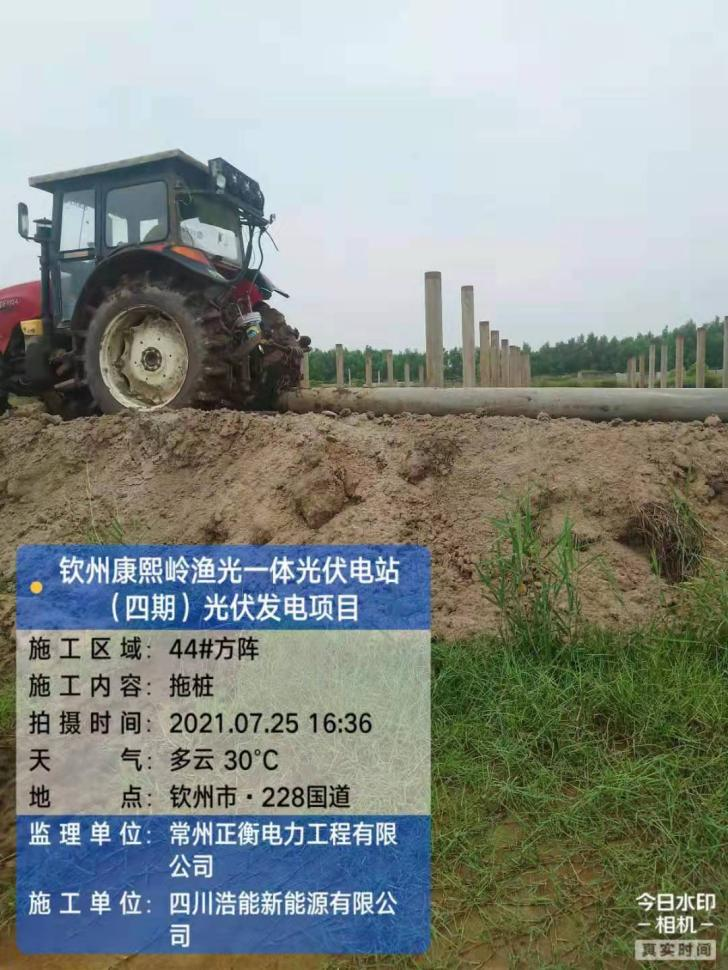 钦州康熙岭渔光一体光伏电站
（四期）光伏发电项目
施工区域：44#方阵
施工内容：拖桩
拍摄时间：2021.07.25 16:36
天 气：多云 30°C
地 点：钦州市·228国道
监理单位：常州正衡电力工程有限
公司
施工单位：四川浩能新能源有限公
司
今日水印
-相机-
真实时间